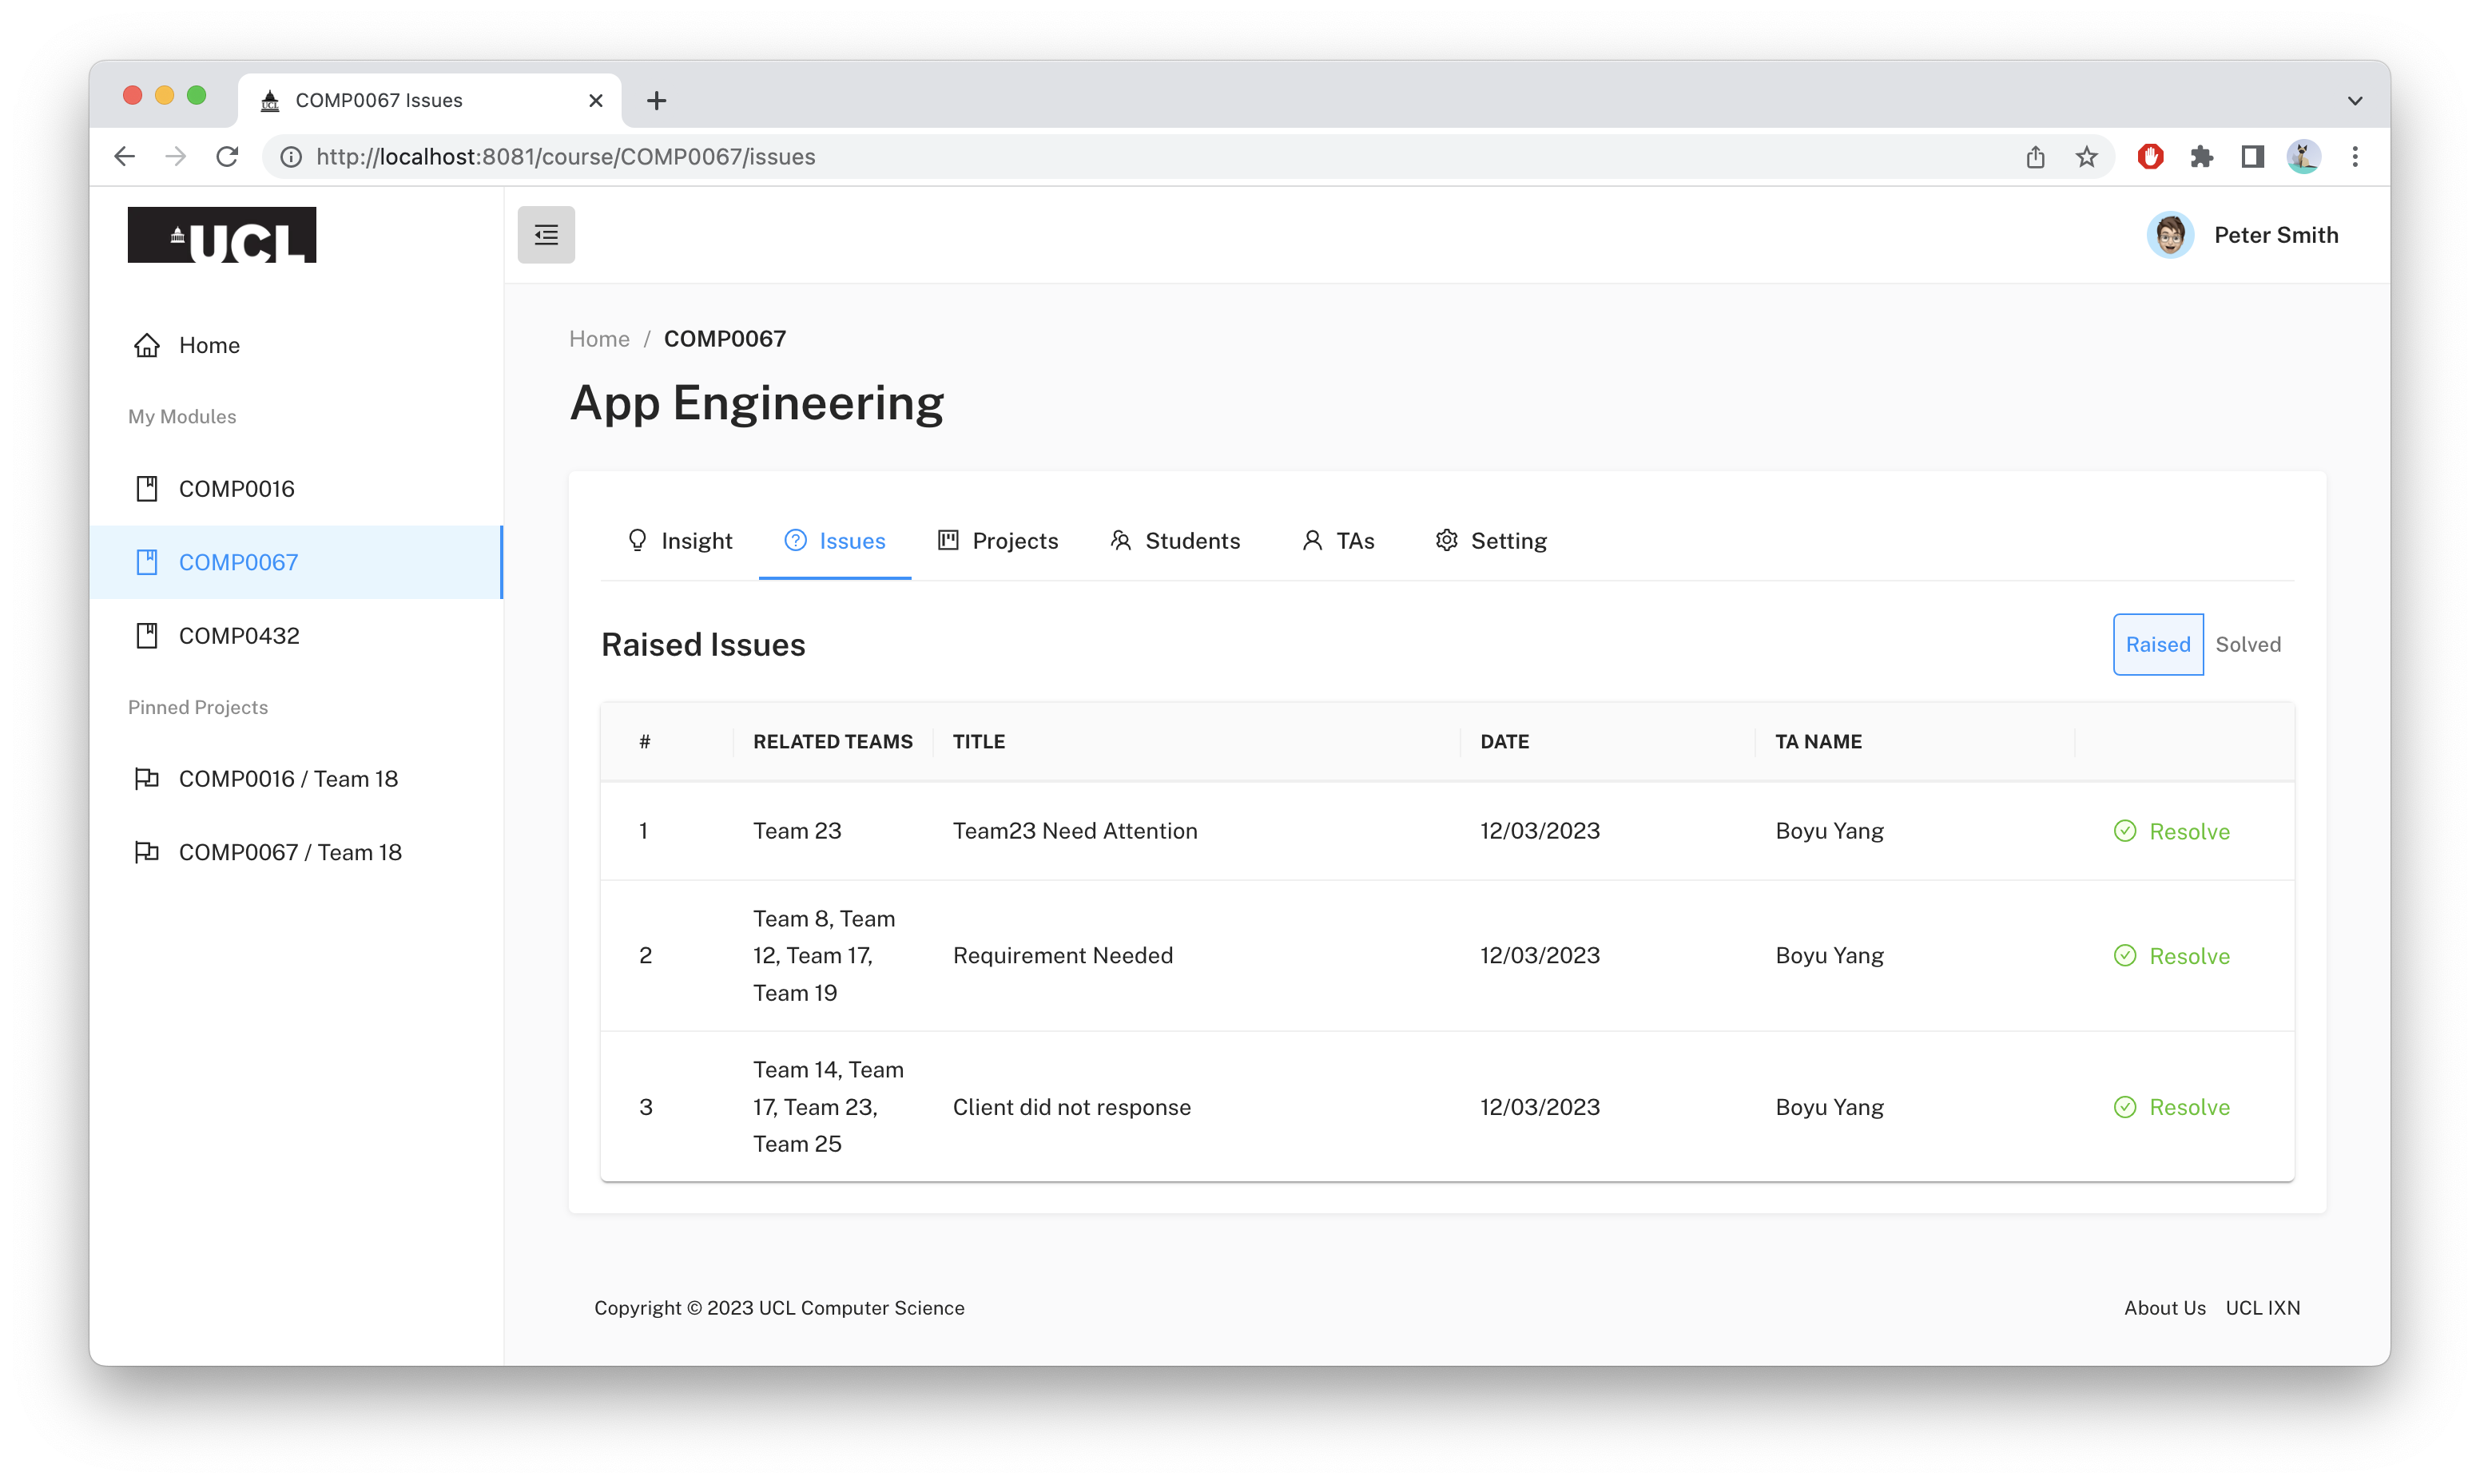 COMP0067 Issues
http://localhost:8081/course/COMP0067/issues
UCL
Peter Smith
Home
My Modules
COMP0016
COMP0067
COMP0432
Pinned Projects
COMP0016 / Team 18
COMP0067 / Team 18
Home / COMP0067
App Engineering
Insight Issues Projects Students TAs Setting
Raised Issues
Raised Solved
# RELATED TEAMS TITLE DATE TA NAME
1 Team 23 Team23 Need Attention 12/03/2023 Boyu Yang Resolve
Team 8, Team
2 12, Team 17, Requirement Needed 12/03/2023 Boyu Yang Resolve
Team 19
Team 14, Team
3 17, Team 23, Client did not response 12/03/2023 Boyu Yang Resolve
Team 25
Copyright © 2023 UCL Computer Science
About Us UCL IXN